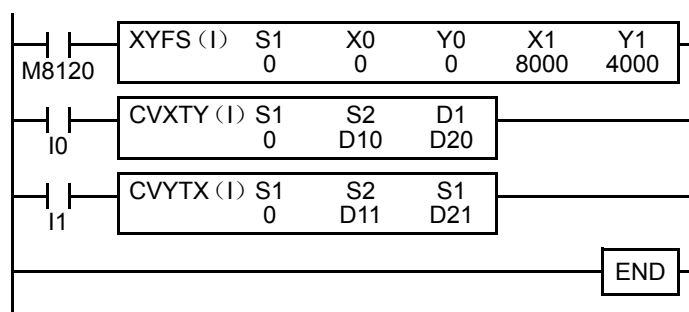 XYFS（I） S1 X0 Y0 X1 Y1
M8120 0 0 0 8000 4000
CVXTY（I） S1 S2 D1
I0 0 D10 D20
CVYTX（I） S1 S2 S1
I1 0 D11 D21
END